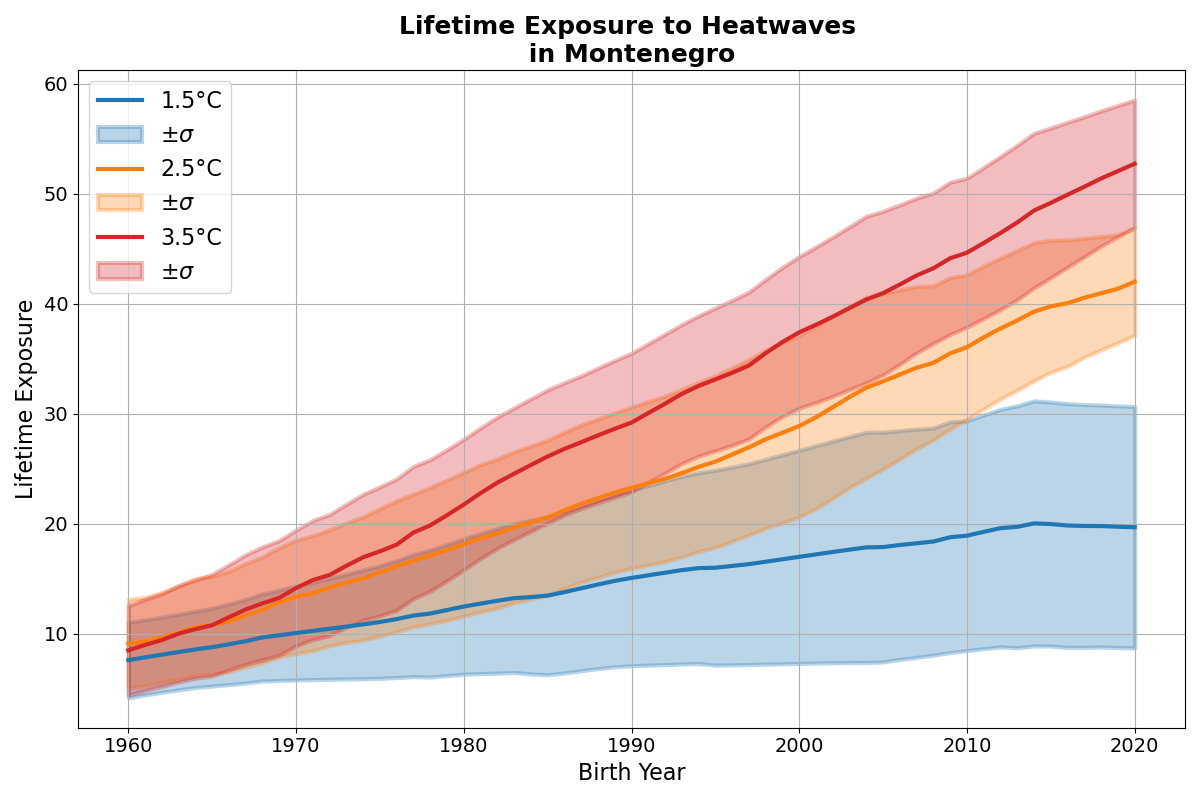 Lifetime Exposure to Heatwaves
in Montenegro
1.5°C
±σ
2.5°C
±σ
3.5°C
±σ
Lifetime Exposure
60
50
40
30
20
10
1960 1970 1980 1990 2000 2010 2020
Birth Year